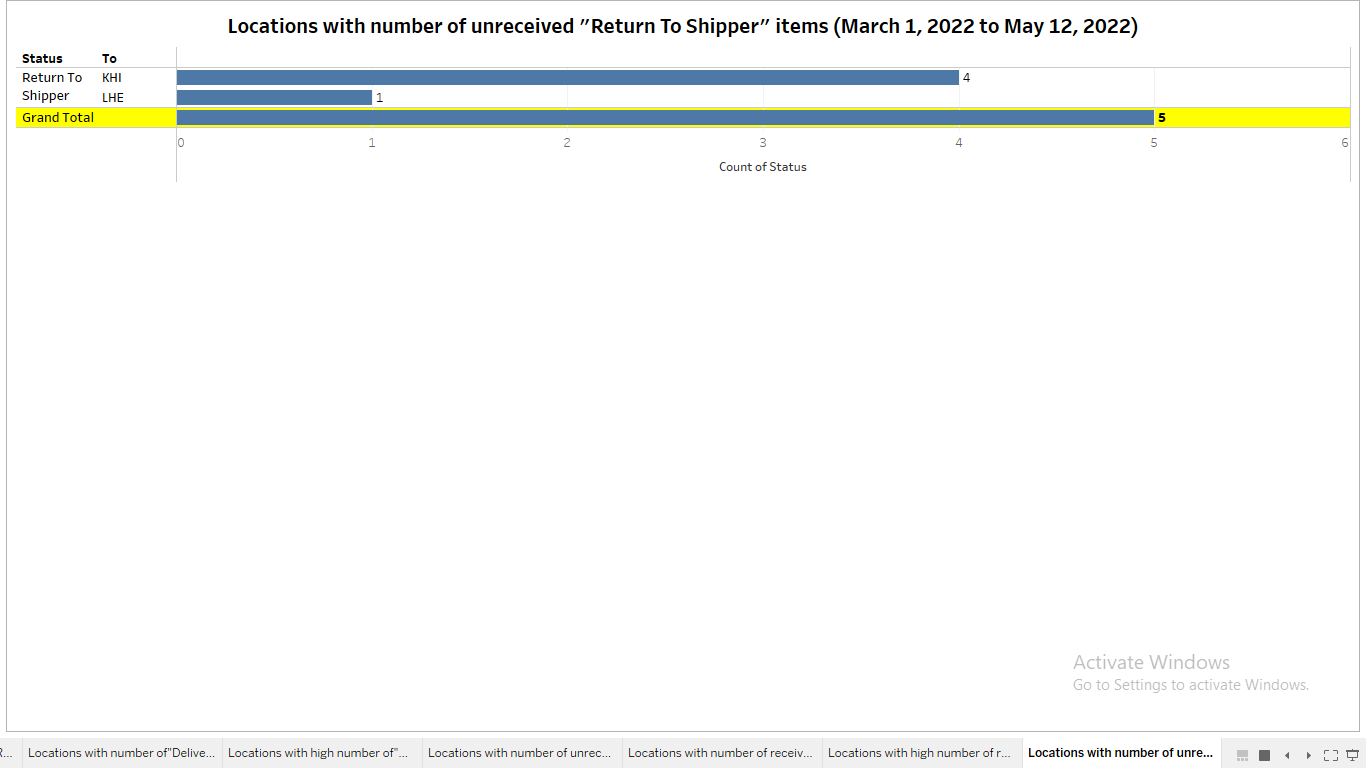 Locations with number of unreceived "Return To Shipper" items (March 1, 2022 to May 12, 2022)
Status To
Return To Shipper KHI 4
LHE 1
Grand Total 5
0 1 2 3 4 5 6
Count of Status
Activate Windows
Go to Settings to activate Windows.
R... Locations with number of"Delive... Locations with high number of" ... Locations with number of unrec... Locations with number of receiv... Locations with high number of r... Locations with number of unre...